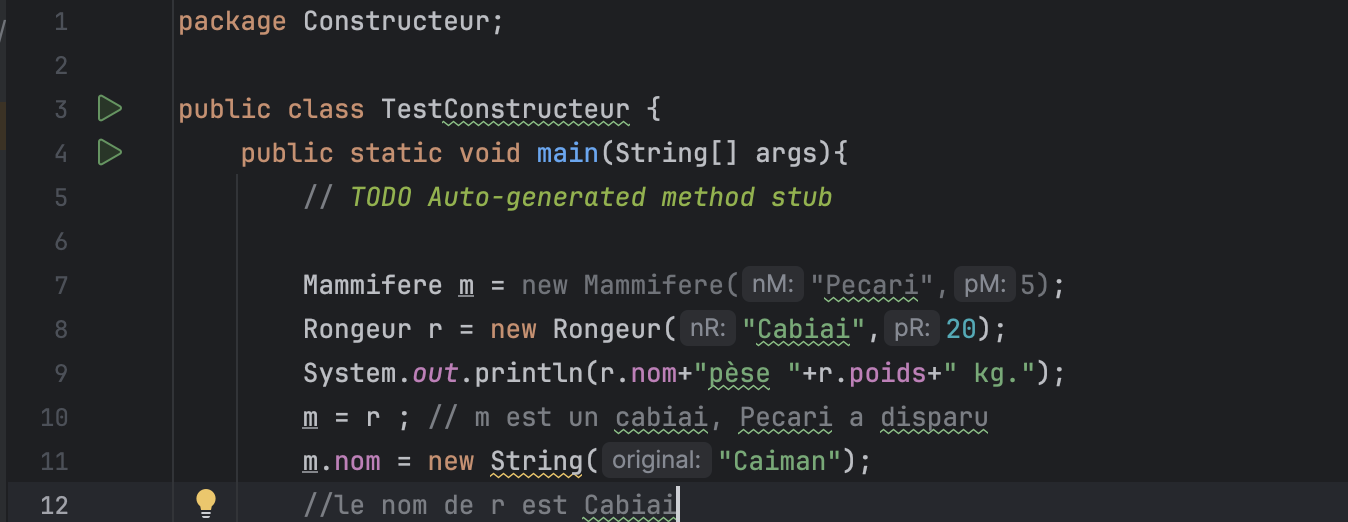 1 package Constructeur;
2
3 public class TestConstructeur {
4 public static void main(String[] args){
5 // TODO Auto-generated method stub
6
7 Mammifere m = new Mammifere( nM: "Pecari", pM: 5);
8 Rongeur r = new Rongeur( nR: "Cabiai", pR: 20);
9 System.out.println(r.nom+"pèse "+r.poids+" kg.");
10 m = r ; // m est un cabiai, Pecari a disparu
11 m.nom = new String( original: "Caiman");
12 //le nom de r est Cabiai